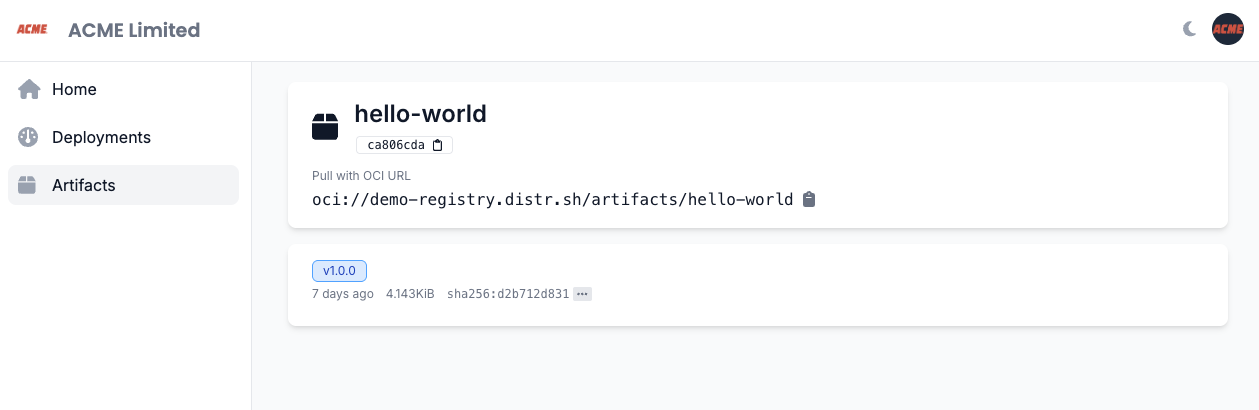 ACME
ACME Limited
ACME
Home
Deployments
Artifacts
hello-world
ca806cda
Pull with OCI URL
oci://demo-registry.distr.sh/artifacts/hello-world
v1.0.0
7 days ago 4.143KiB sha256:d2b712d831 ···